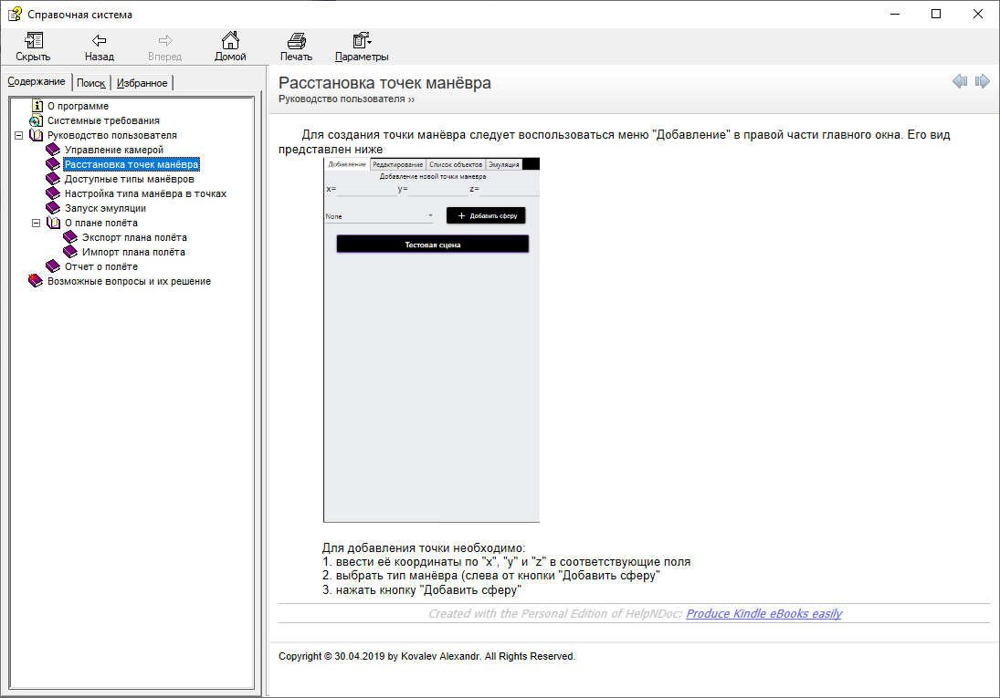 Справочная система
Скрыть Назад Вперед Домой Печать Параметры
Содержание Поиск Избранное
О программе
Системные требования
Руководство пользователя
Управление камерой
Расстановка точек манёвра
Доступные типы манёвров
Настройка типа манёвра в точках
Запуск эмуляции
О плане полёта
Экспорт плана полёта
Импорт плана полёта
Отчет о полёте
Возможные вопросы и их решение
Расстановка точек манёвра
Руководство пользователя ››
Для создания точки манёвра следует воспользоваться меню "Добавление" в правой части главного окна. Его вид
представлен ниже
Добавление Редактирование Список объектов Эмуляция
Добавление новой точки маневра
x= y= z=
None + Добавить сферу
Тестовая сцена
Для добавления точки необходимо:
1. ввести её координаты по "x", "y" и "z" в соответствующие поля
2. выбрать тип манёвра (слева от кнопки "Добавить сферу"
3. нажать кнопку "Добавить сферу"
Created with the Personal Edition of HelpNDoc: Produce Kindle eBooks easily
Copyright © 30.04.2019 by Kovalev Alexandr. All Rights Reserved.